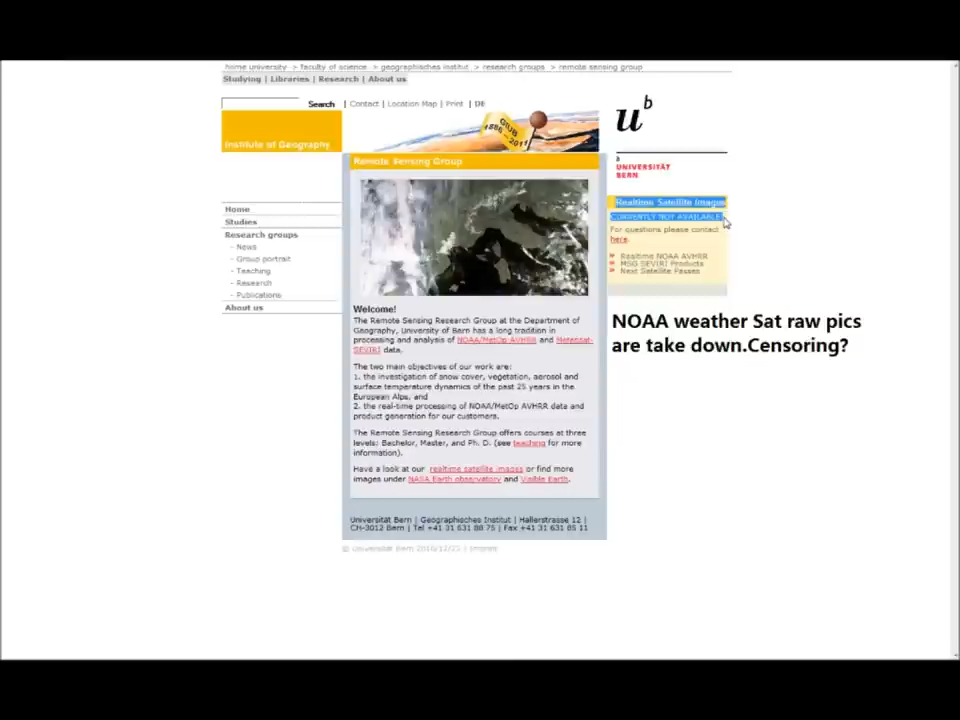 home university > faculty of science > geographisches institut > research groups > remote sensing group
Studying | Libraries | Research | About us
Search | Contact | Location Map | Print | DE
GIUB
1886 - 2011
Institute of Geography
u b
b
UNIVERSITÄT
BERN
Home
Studies
Research groups
- News
- Group portrait
- Teaching
- Research
- Publications
About us
Remote Sensing Group
Welcome!
The Remote Sensing Research Group at the Department of
Geography, University of Bern has a long tradition in
processing and analysis of NOAA/MetOp AVHRR and Meteosat-
SEVIRI data.
The two main objectives of our work are:
1. the investigation of snow cover, vegetation, aerosol and
surface temperature dynamics of the past 25 years in the
European Alps, and
2. the real-time processing of NOAA/MetOp AVHRR data and
product generation for our customers.
The Remote Sensing Research Group offers courses at three
levels: Bachelor, Master, and Ph. D. (see teaching for more
information).
Have a look at our realtime satellite images or find more
images under NASA Earth observatory and Visible Earth.
Universität Bern | Geographisches Institut | Hallerstrasse 12 |
CH-3012 Bern | Tel +41 31 631 88 75 | Fax +41 31 631 85 11
© Universität Bern 2010/12/21 | Imprint
Realtime Satellite Images
CURRENTLY NOT AVAILABLE!
For questions please contact
here.
Realtime NOAA AVHRR
MSG SEVIRI Products
Next Satellite Passes
NOAA weather Sat raw pics
are take down.Censoring?